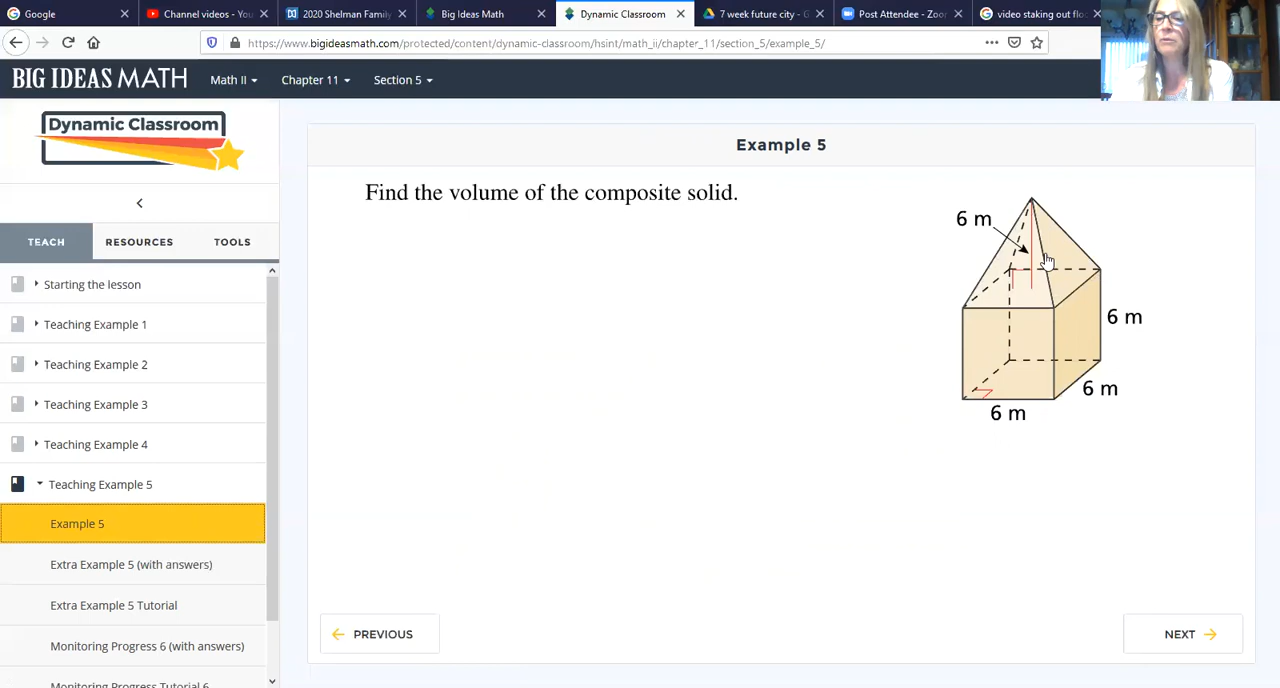 Google
Channel videos - You
2020 Shelman Family
Big Ideas Math
Dynamic Classroom
7 week future city - G
Post Attendee - Zoo
video staking out flo
https://www.bigideasmath.com/protected/content/dynamic-classroom/hsint/math_ii/chapter_11/section_5/example_5/
BIG IDEAS MATH
Math II
Chapter 11
Section 5
Dynamic Classroom
TEACH
RESOURCES
TOOLS
Starting the lesson
Teaching Example 1
Teaching Example 2
Teaching Example 3
Teaching Example 4
Teaching Example 5
Example 5
Extra Example 5 (with answers)
Extra Example 5 Tutorial
Monitoring Progress 6 (with answers)
Monitoring Progress Tutorial 6
Example 5
Find the volume of the composite solid.
6 m
6 m
6 m
6 m
PREVIOUS
NEXT